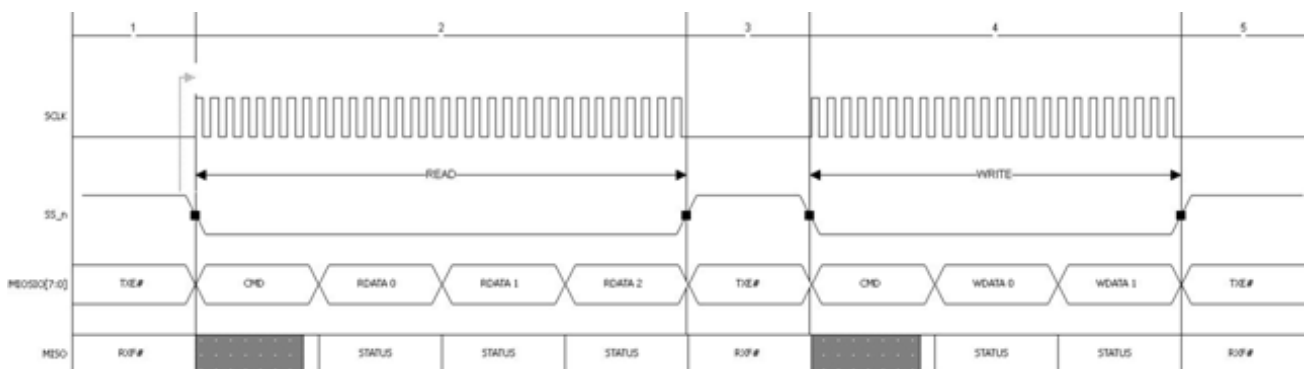 1 2 3 4 5
SCLK
READ WRITE
SS_n
MIOSIO[7:0] TXE# CMD RDATA 0 RDATA 1 RDATA 2 TXE# CMD WDATA 0 WDATA 1 TXE#
MISO RXF# STATUS STATUS STATUS RXF# STATUS STATUS RXF#